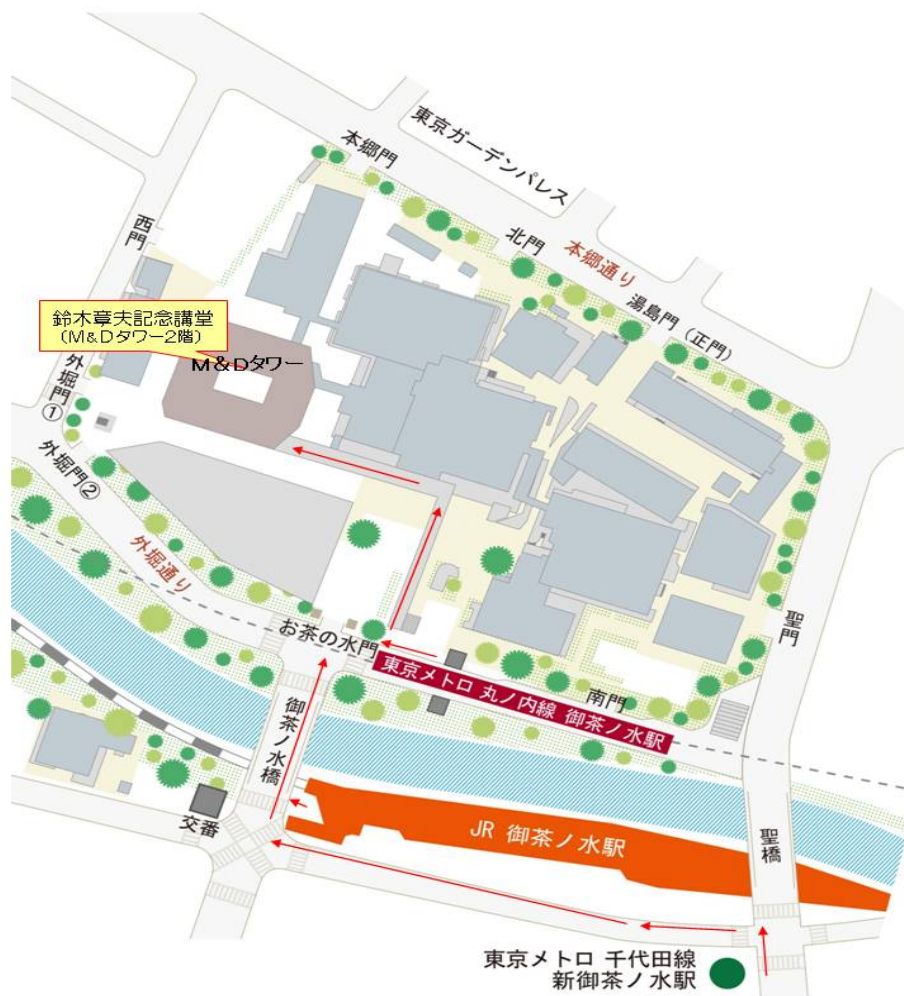 東京ガーデンパレス
本郷門
北門
本郷通り
湯島門（正門）
西門
鈴木章夫記念講堂
（M&Dタワー2階）
M&Dタワー
外堀門①
外堀門②
外堀通り
お茶の水門
東京メトロ 丸ノ内線 御茶ノ水駅
南門
聖門
御茶ノ水橋
交番
JR 御茶ノ水駅
聖橋
東京メトロ 千代田線
新御茶ノ水駅